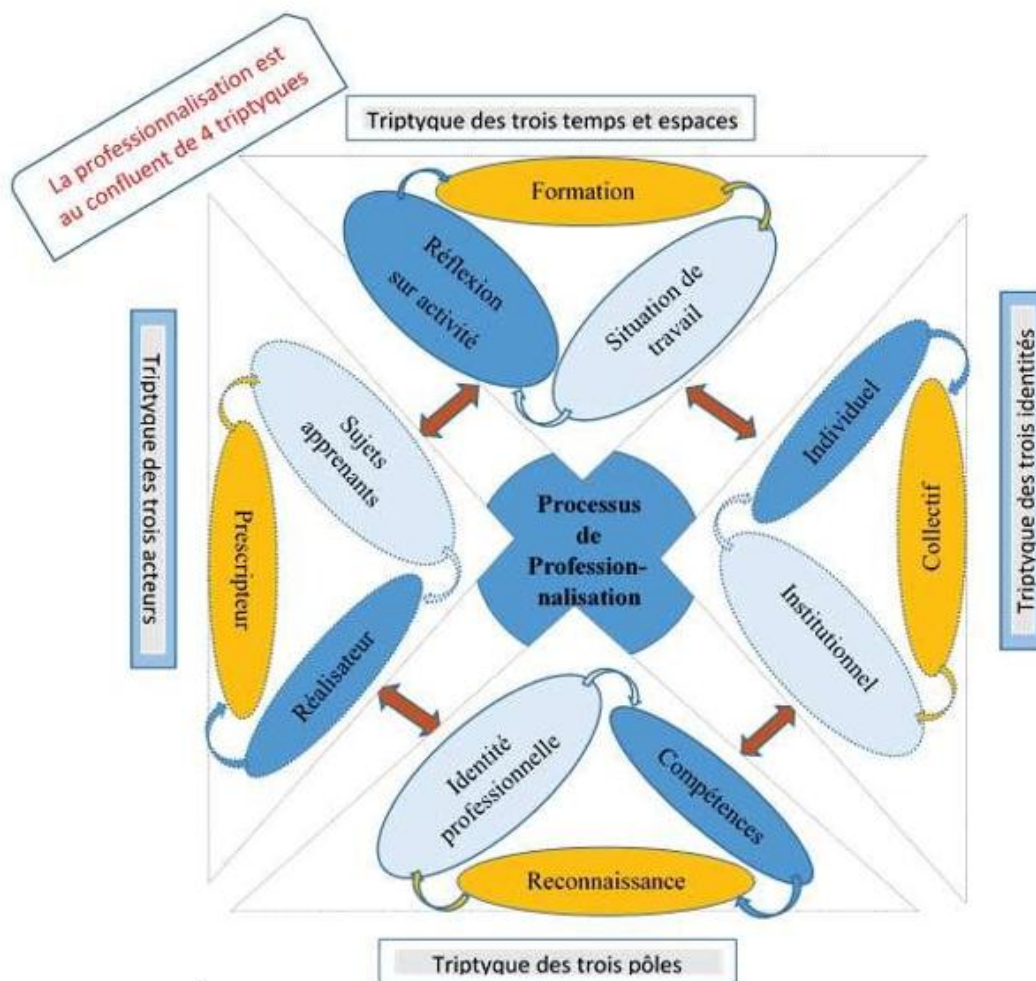 La professionnalisation est
au confluent de 4 triptyques
Triptyque des trois temps et espaces
Formation
Réflexion
sur activité
Situation de
travail
Triptyque des trois acteurs
Sujets
apprenants
Prescripteur
Réalisateur
Processus
de
Profession-
nalisation
Individuel
Collectif
Institutionnel
Triptyque des trois identités
Identité
professionnelle
Compétences
Reconnaissance
Triptyque des trois pôles